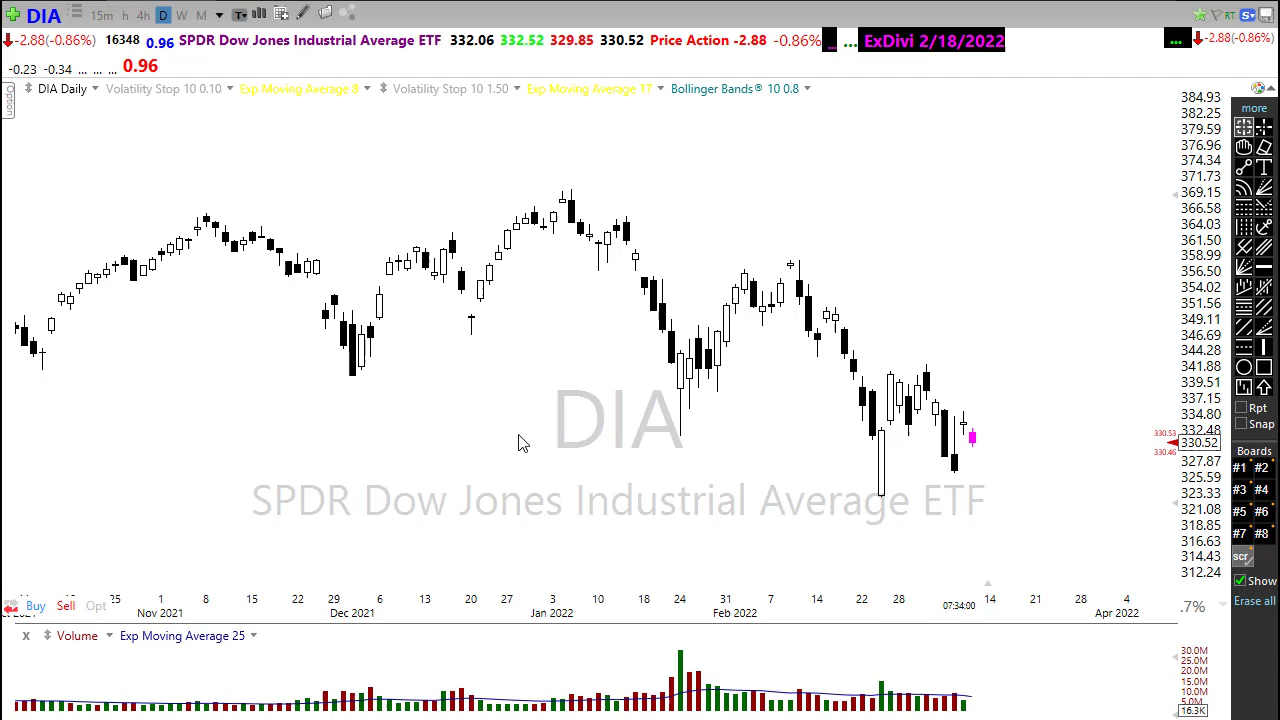 DIA 15m h 4h D W M T RT S
-2.88(-0.86%) 16348 0.96 SPDR Dow Jones Industrial Average ETF 332.06 332.52 329.85 330.52 Price Action -2.88 -0.86% ... ... ExDivi 2/18/2022 ... -2.88(-0.86%)
-0.23 -0.34 ... ... ... 0.96
Option
DIA Daily Volatility Stop 10 0.10 Exp Moving Average 8 Volatility Stop 10 1.50 Exp Moving Average 17 Bollinger Bands® 10 0.8
384.93
382.25
379.59
376.96
374.34
371.73
369.15
366.58
364.03
361.50
358.99
356.50
354.02
351.56
349.11
346.69
344.28
341.88
339.51
337.15
334.80
332.48
330.53
330.52
330.46
327.87
325.59
323.33
321.08
318.85
316.63
314.43
312.24
more
T
Rpt
Snap
Boards
#1 #2
#3 #4
#5 #6
#7 #8
scr
Show
Erase all
DIA
SPDR Dow Jones Industrial Average ETF
25 8 15 22 29 6 13 20 27 3 10 18 24 7 14 22 28 07:34:00 14 21 28 4
Buy Sell Opt
Nov 2021 Dec 2021 Jan 2022 Feb 2022 Apr 2022
.7%
X Volume Exp Moving Average 25
30.0M
25.0M
20.0M
15.0M
10.0M
5.0M
16.3K